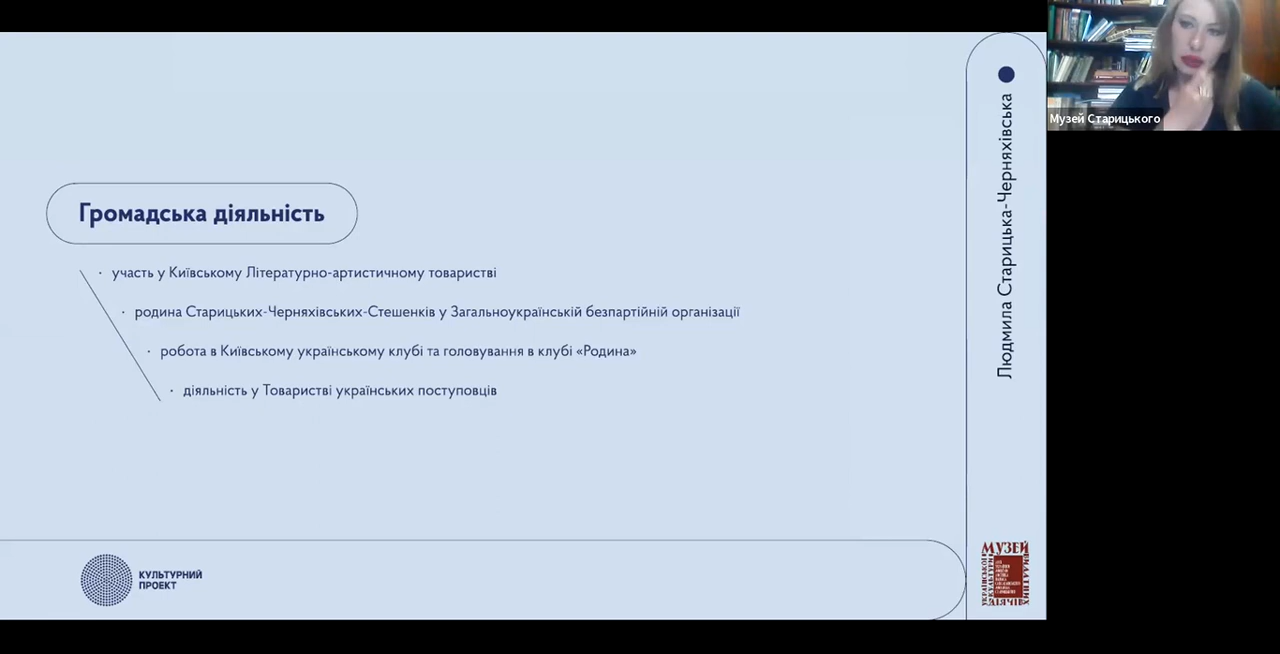 Громадська діяльність
· участь у Київському Літературно-артистичному товаристві
· родина Старицьких-Черняхівських-Стешенків у Загальноукраїнській безпартійній організації
· робота в Київському українському клубі та головування в клубі «Родина»
· діяльність у Товаристві українських поступовців
Людмила Старицька-Черняхівська
Музей Старицького
КУЛЬТУРНИЙ
ПРОЕКТ
МУЗЕЙ
ДІЯЧІВ